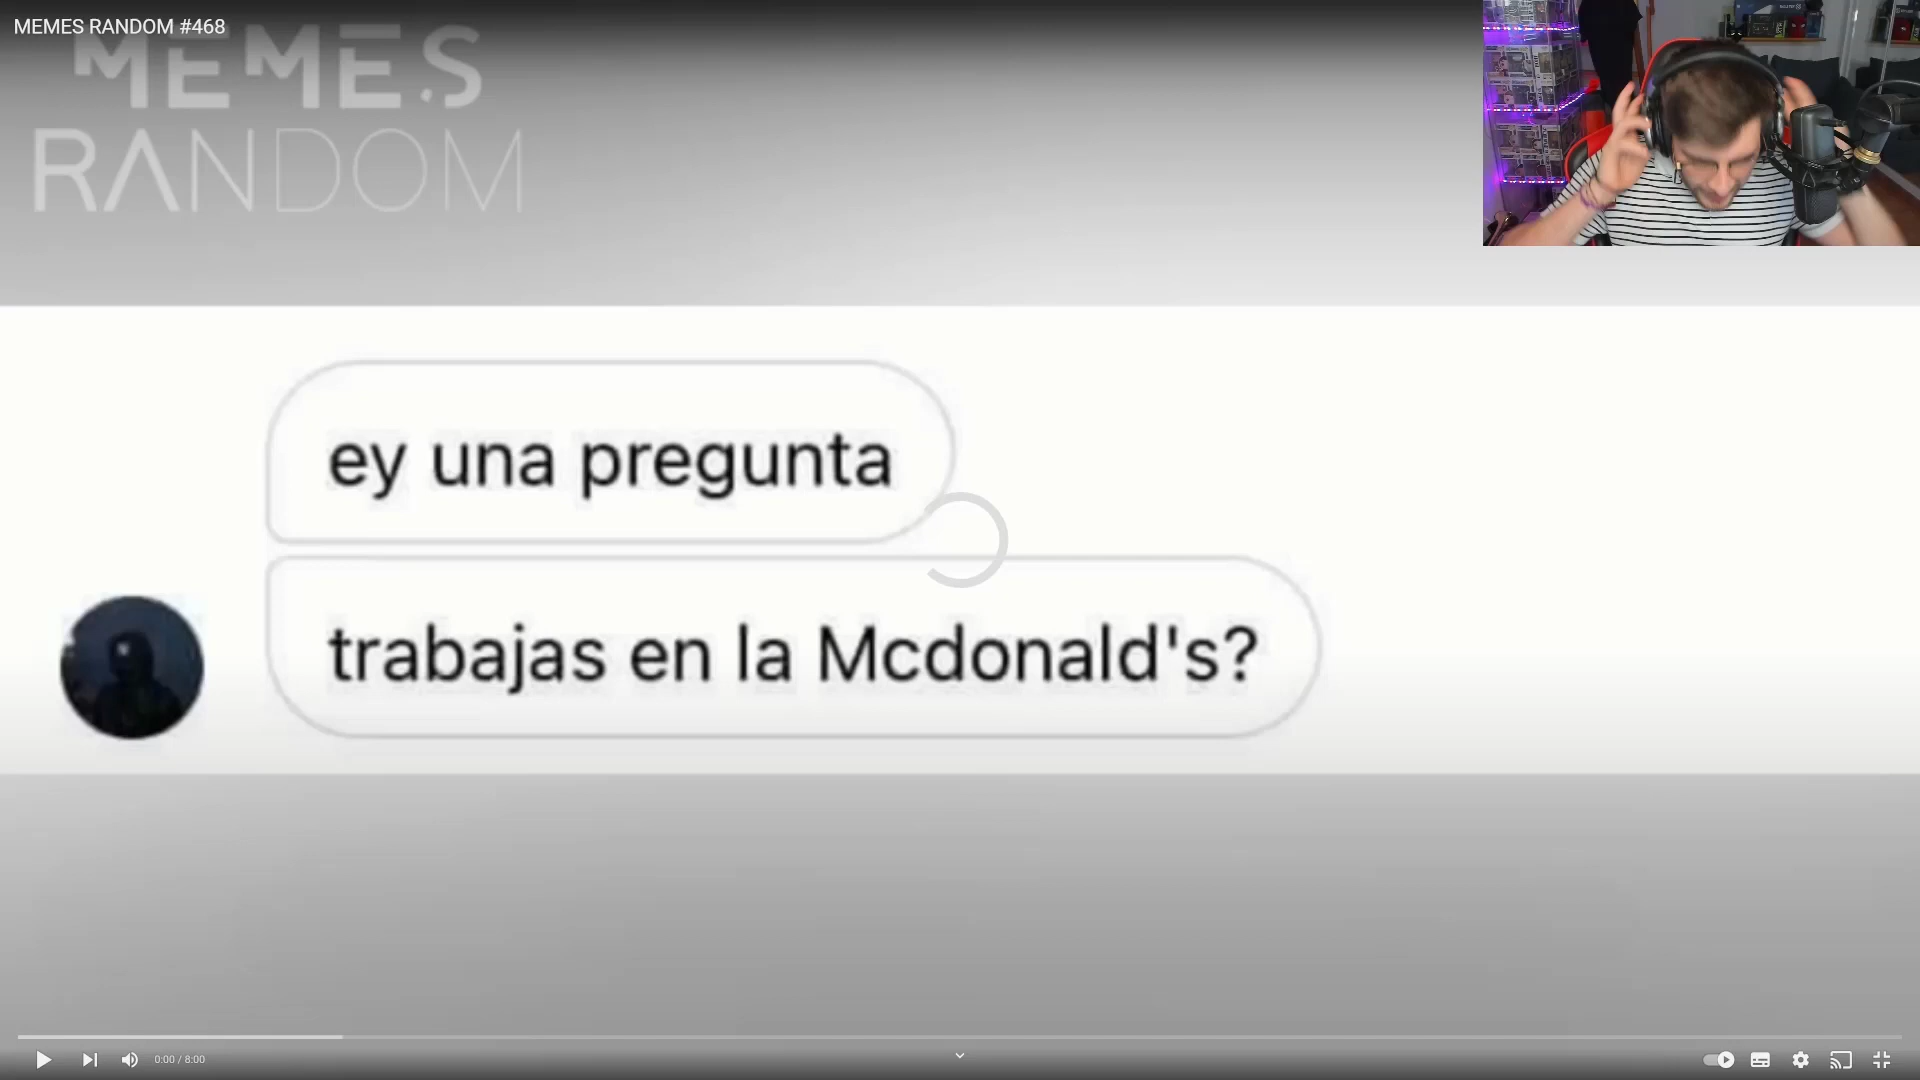 MEMES RANDOM #468
MEMES
RANDOM
ey una pregunta
trabajas en la Mcdonald's?
0:00 / 8:00